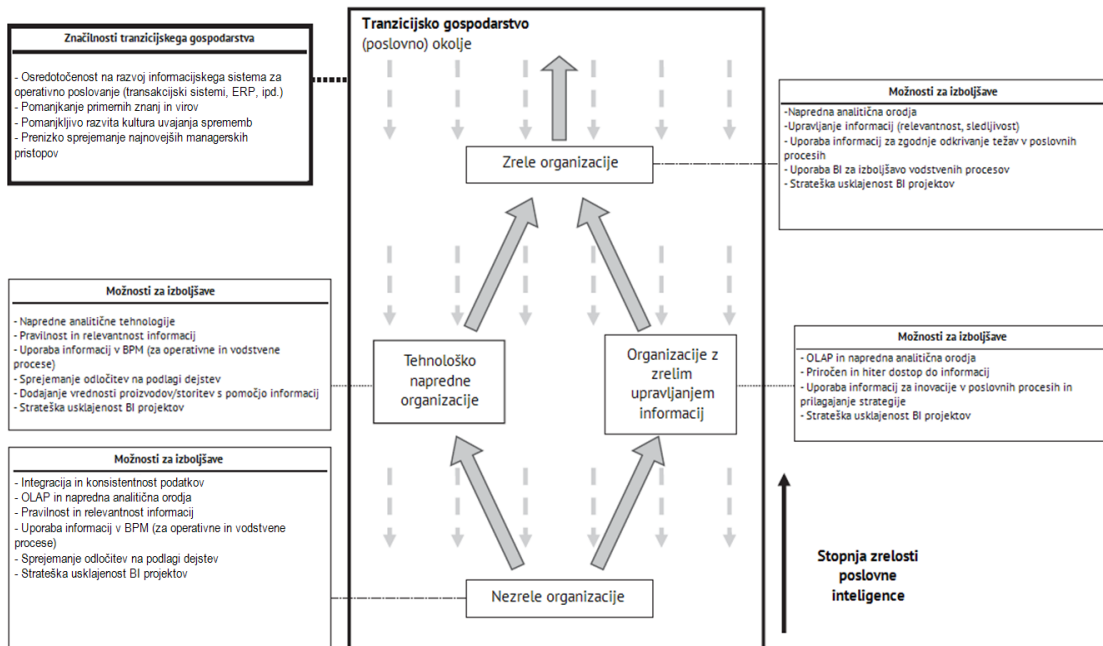 Značilnosti tranzicijskega gospodarstva
- Osredotočenost na razvoj informacijskega sistema za
operativno poslovanje (transakcijski sistemi, ERP, ipd.)
- Pomanjkanje primernih znanj in virov
- Pomanjkljivo razvita kultura uvajanja sprememb
- Prenizko sprejemanje najnovejših managerskih
pristopov
Tranzicijsko gospodarstvo
(poslovno) okolje
Zrele organizacije
Možnosti za izboljšave
-Napredna analitična orodja
-Upravljanje informacij (relevantnost, sledljivost)
- Uporaba informacij za zgodnje odkrivanje težav v poslovnih
procesih
- Uporaba BI za izboljšavo vodstvenih procesov
- Strateška usklajenost BI projektov
Možnosti za izboljšave
- Napredne analitične tehnologije
- Pravilnost in relevantnost informacij
- Uporaba informacij v BPM (za operativne in vodstvene
procese)
- Sprejemanje odločitev na podlagi dejstev
- Dodajanje vrednosti proizvodov/storitev s pomočjo informacij
- Strateška usklajenost BI projektov
Tehnološko
napredne
organizacije
Organizacije z
zrelim
upravljanjem
informacij
Možnosti za izboljšave
- OLAP in napredna analitična orodja
- Priročen in hiter dostop do informacij
- Uporaba informacij za inovacije v poslovnih procesih in
prilagajanje strategije
- Strateška usklajenost BI projektov
Možnosti za izboljšave
- Integracija in konsistentnost podatkov
- OLAP in napredna analitična orodja
- Pravilnost in relevantnost informacij
- Uporaba informacij v BPM (za operativne in vodstvene
procese)
- Sprejemanje odločitev na podlagi dejstev
- Strateška usklajenost BI projektov
Nezrele organizacije
Stopnja zrelosti
poslovne
inteligence